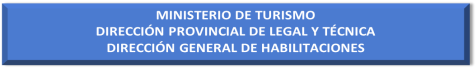 MINISTERIO DE TURISMO
DIRECCIÓN PROVINCIAL DE LEGAL Y TÉCNICA
DIRECCIÓN GENERAL DE HABILITACIONES